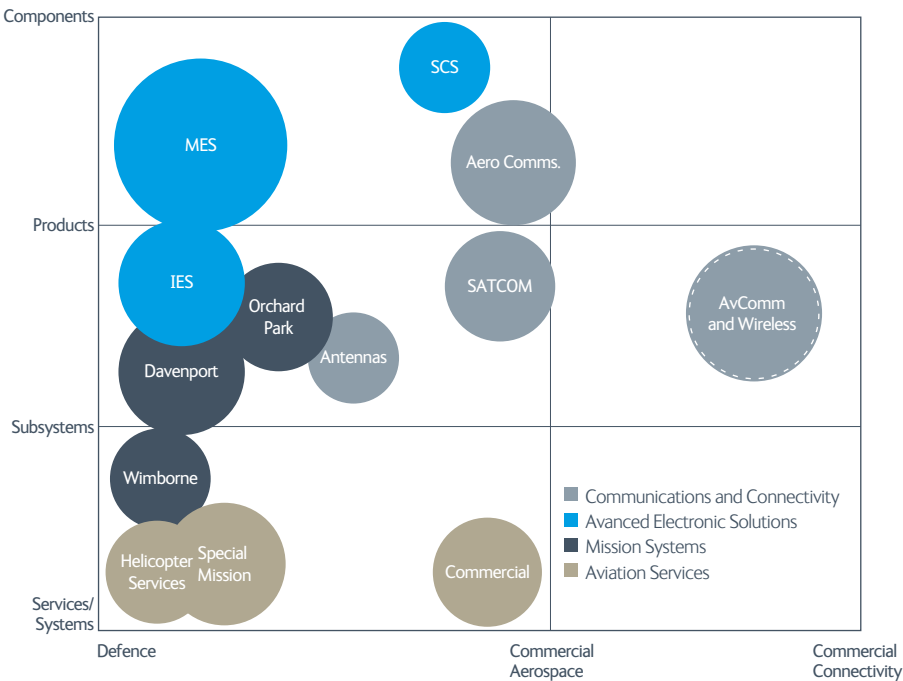 Components
SCS
MES
Aero Comms.
Products
IES
SATCOM
Orchard
Park
AvComm
and Wireless
Antennas
Davenport
Subsystems
Wimborne
Communications and Connectivity
Avanced Electronic Solutions
Mission Systems
Aviation Services
Helicopter
Services
Special
Mission
Commercial
Services/
Systems
Defence
Commercial
Aerospace
Commercial
Connectivity